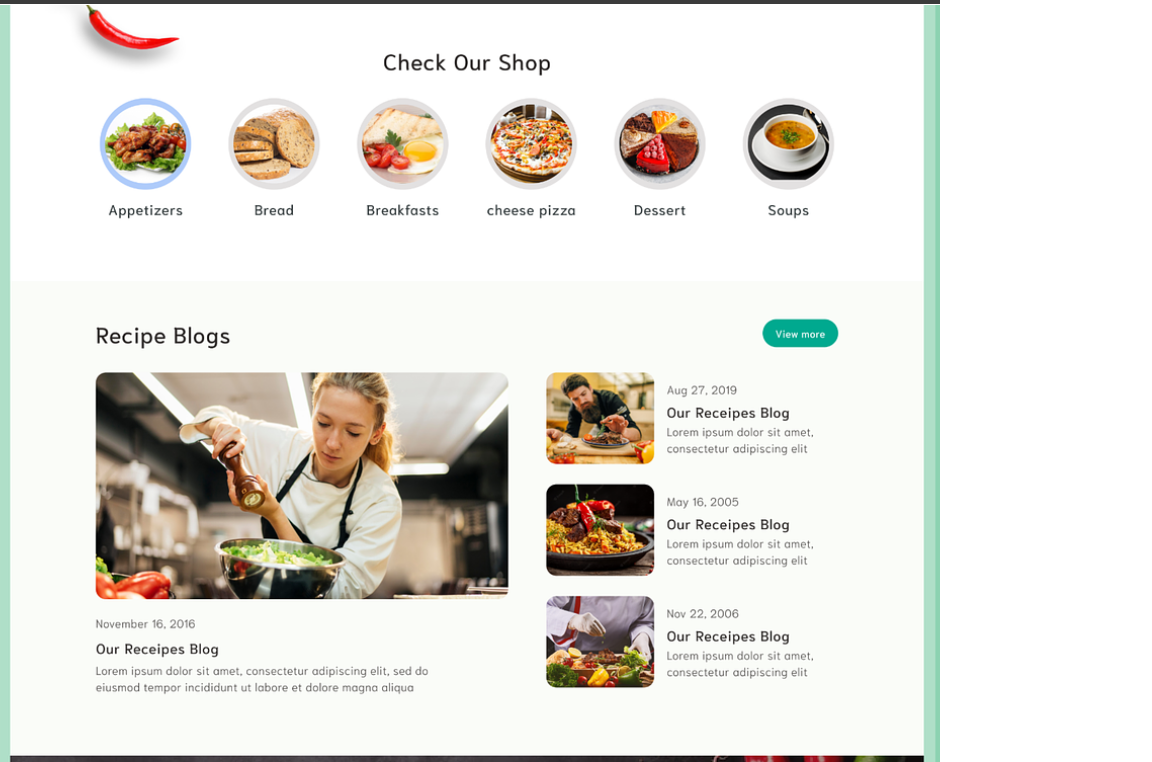 Check Our Shop
Appetizers
Bread
Breakfasts
cheese pizza
Dessert
Soups
Recipe Blogs
View more
November 16, 2016
Our Receipes Blog
Lorem ipsum dolor sit amet, consectetur adipiscing elit, sed do
eiusmod tempor incididunt ut labore et dolore magna aliqua
Aug 27, 2019
Our Receipes Blog
Lorem ipsum dolor sit amet,
consectetur adipiscing elit
May 16, 2005
Our Receipes Blog
Lorem ipsum dolor sit amet,
consectetur adipiscing elit
Nov 22, 2006
Our Receipes Blog
Lorem ipsum dolor sit amet,
consectetur adipiscing elit